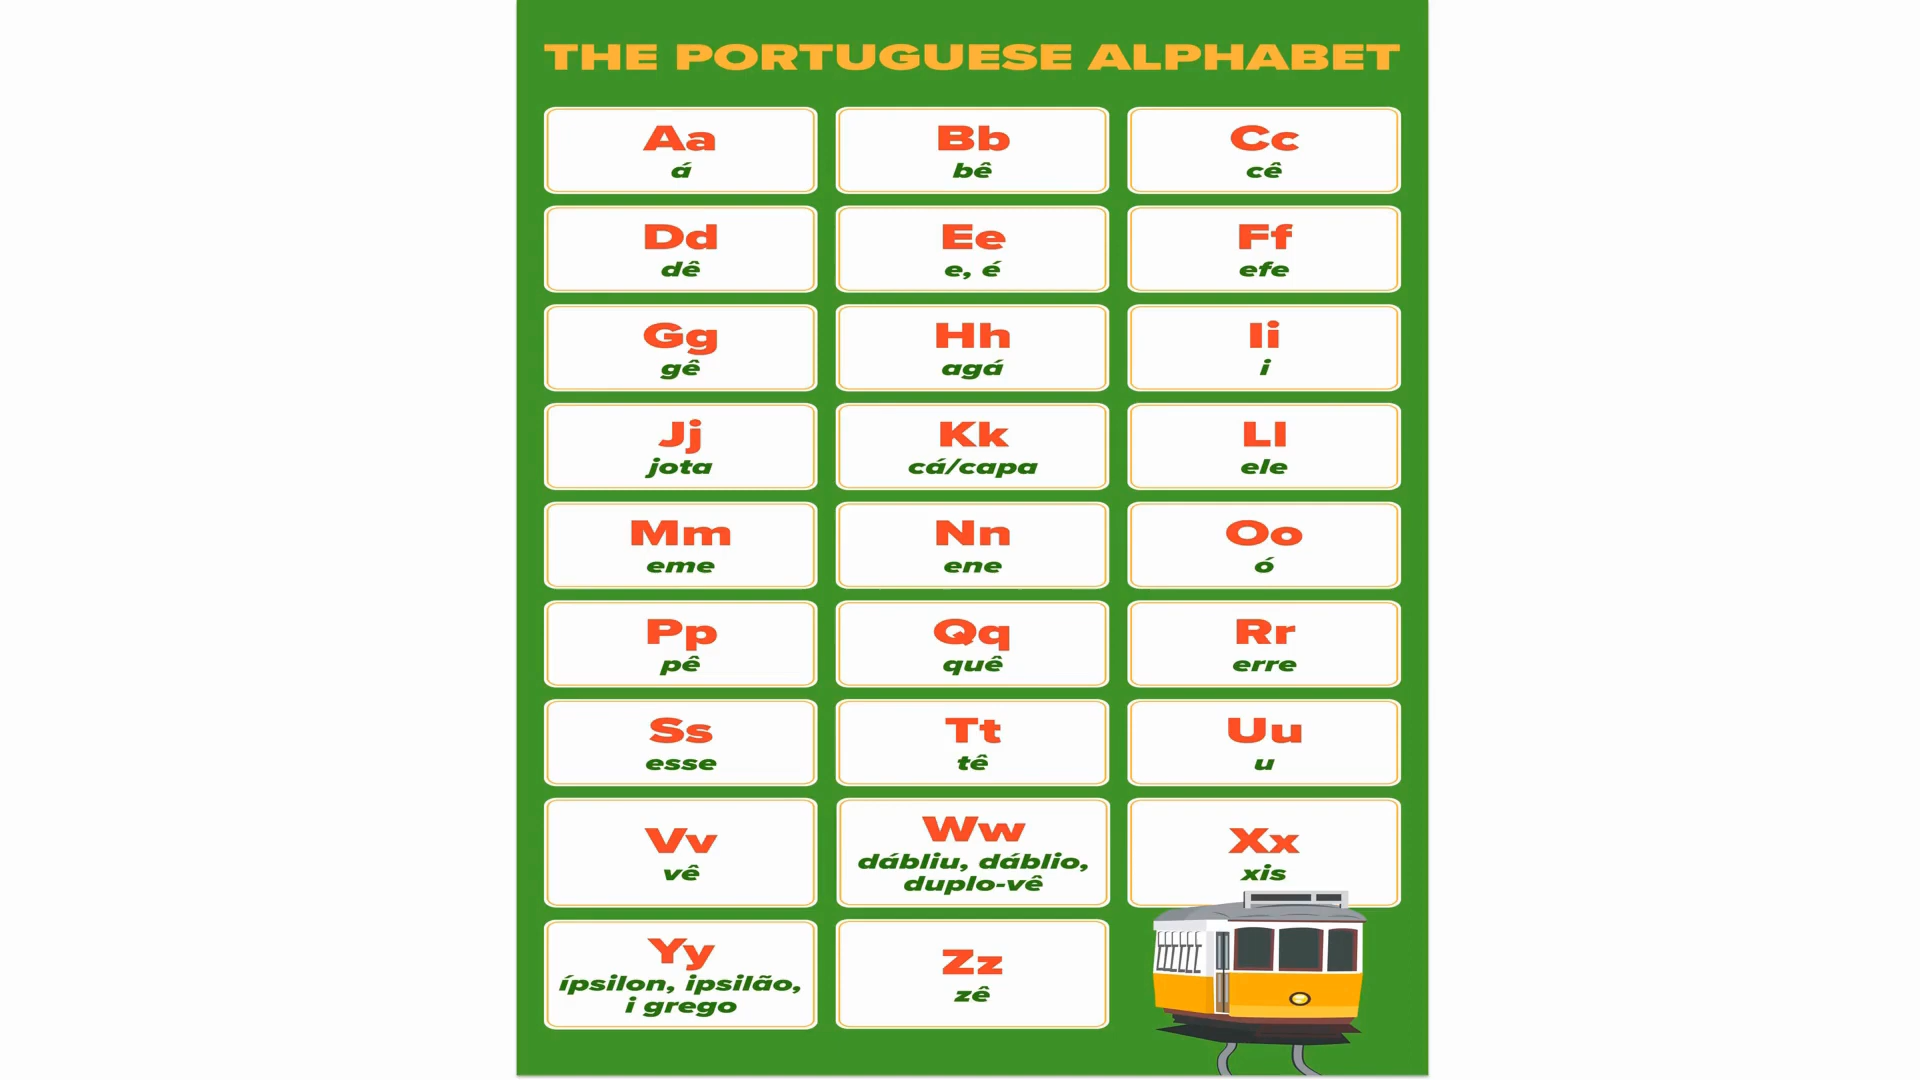 THE PORTUGUESE ALPHABET
Aa
á
Bb
bê
Cc
cê
Dd
dê
Ee
e, é
Ff
efe
Gg
gê
Hh
agá
Ii
i
Jj
jota
Kk
cá/capa
Ll
ele
Mm
eme
Nn
ene
Oo
ó
Pp
pê
Qq
quê
Rr
erre
Ss
esse
Tt
tê
Uu
u
Vv
vê
Ww
dábliu, dáblio,
duplo-vê
Xx
xis
Yy
ípsilon, ipsilão,
i grego
Zz
zê